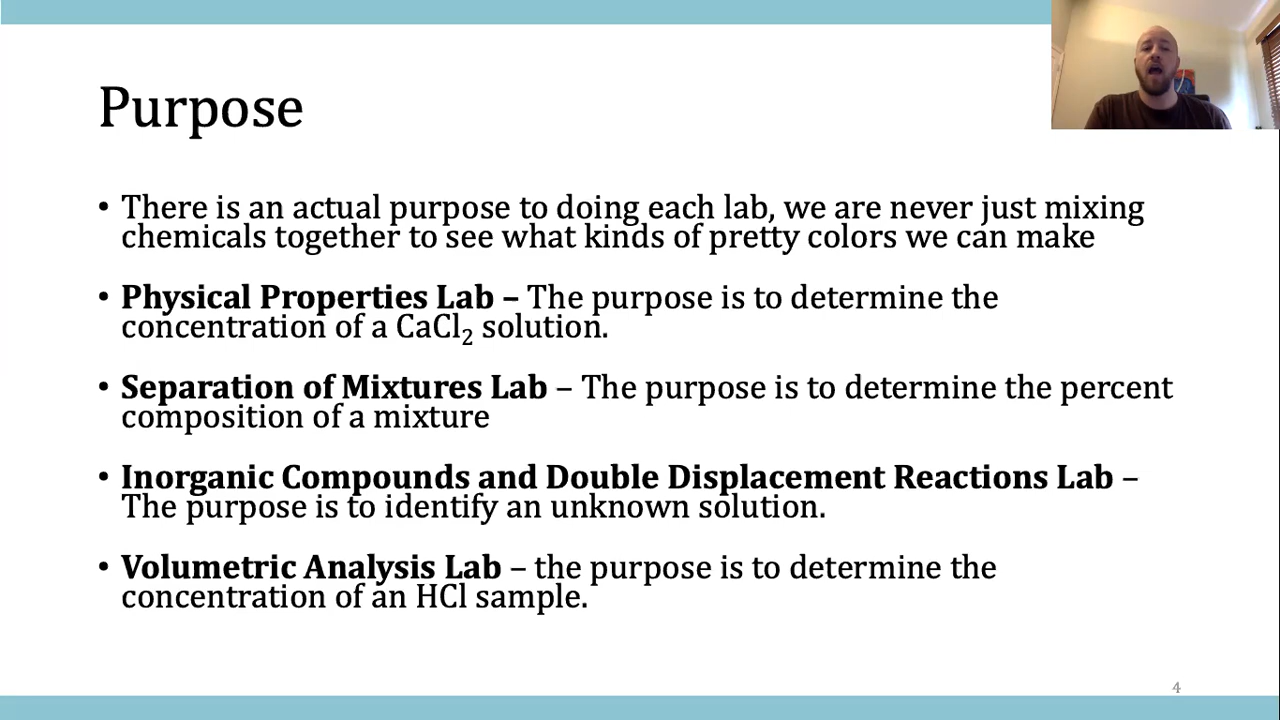 Purpose
• There is an actual purpose to doing each lab, we are never just mixing
chemicals together to see what kinds of pretty colors we can make
• Physical Properties Lab – The purpose is to determine the
concentration of a CaCl₂ solution.
• Separation of Mixtures Lab – The purpose is to determine the percent
composition of a mixture
• Inorganic Compounds and Double Displacement Reactions Lab –
The purpose is to identify an unknown solution.
• Volumetric Analysis Lab – the purpose is to determine the
concentration of an HCl sample.
4